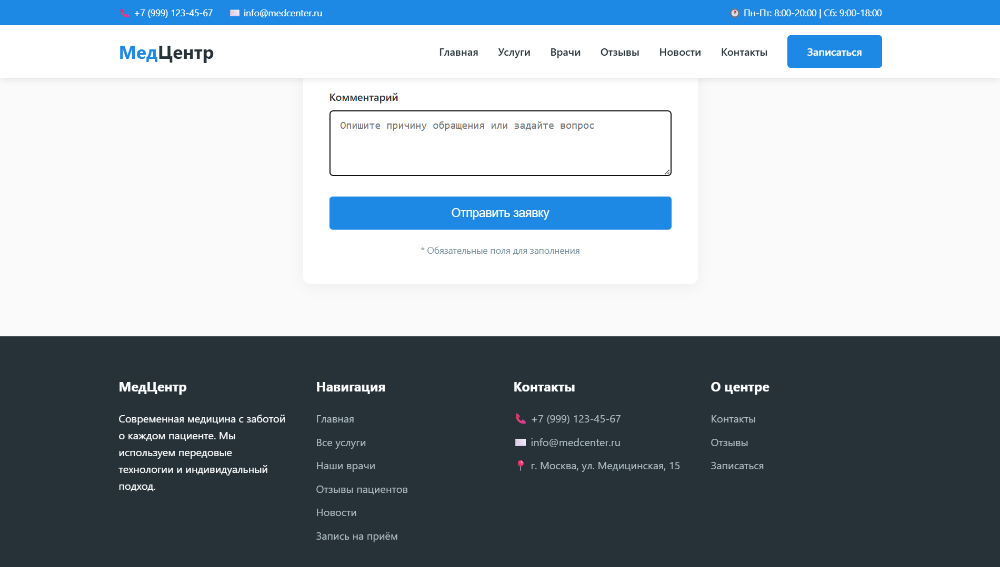 +7 (999) 123-45-67
info@medcenter.ru
Пн-Пт: 8:00-20:00 | Сб: 9:00-18:00
МедЦентр
Главная
Услуги
Врачи
Отзывы
Новости
Контакты
Записаться
Комментарий
Опишите причину обращения или задайте вопрос
Отправить заявку
* Обязательные поля для заполнения
МедЦентр
Современная медицина с заботой
о каждом пациенте. Мы
используем передовые
технологии и индивидуальный
подход.
Навигация
Главная
Все услуги
Наши врачи
Отзывы пациентов
Новости
Запись на приём
Контакты
+7 (999) 123-45-67
info@medcenter.ru
г. Москва, ул. Медицинская, 15
О центре
Контакты
Отзывы
Записаться